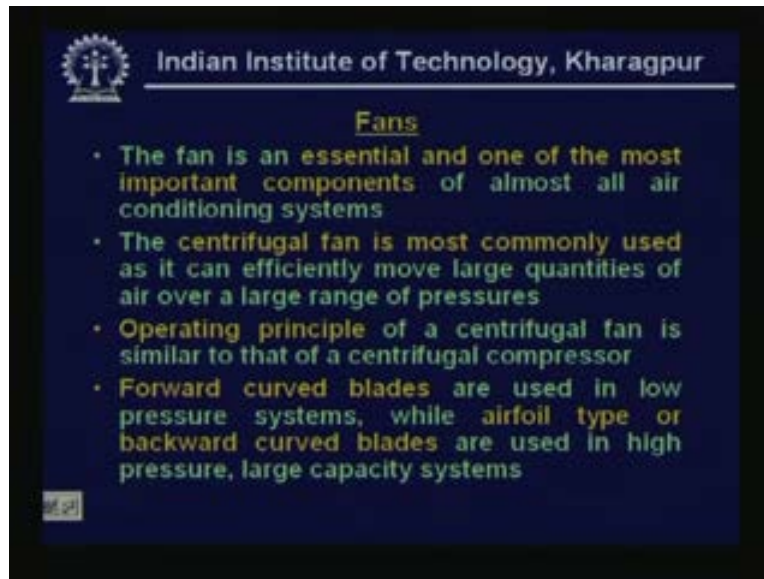 Indian Institute of Technology, Kharagpur
Fans
• The fan is an essential and one of the most
important components of almost all air
conditioning systems
• The centrifugal fan is most commonly used
as it can efficiently move large quantities of
air over a large range of pressures
• Operating principle of a centrifugal fan is
similar to that of a centrifugal compressor
• Forward curved blades are used in low
pressure systems, while airfoil type or
backward curved blades are used in high
pressure, large capacity systems